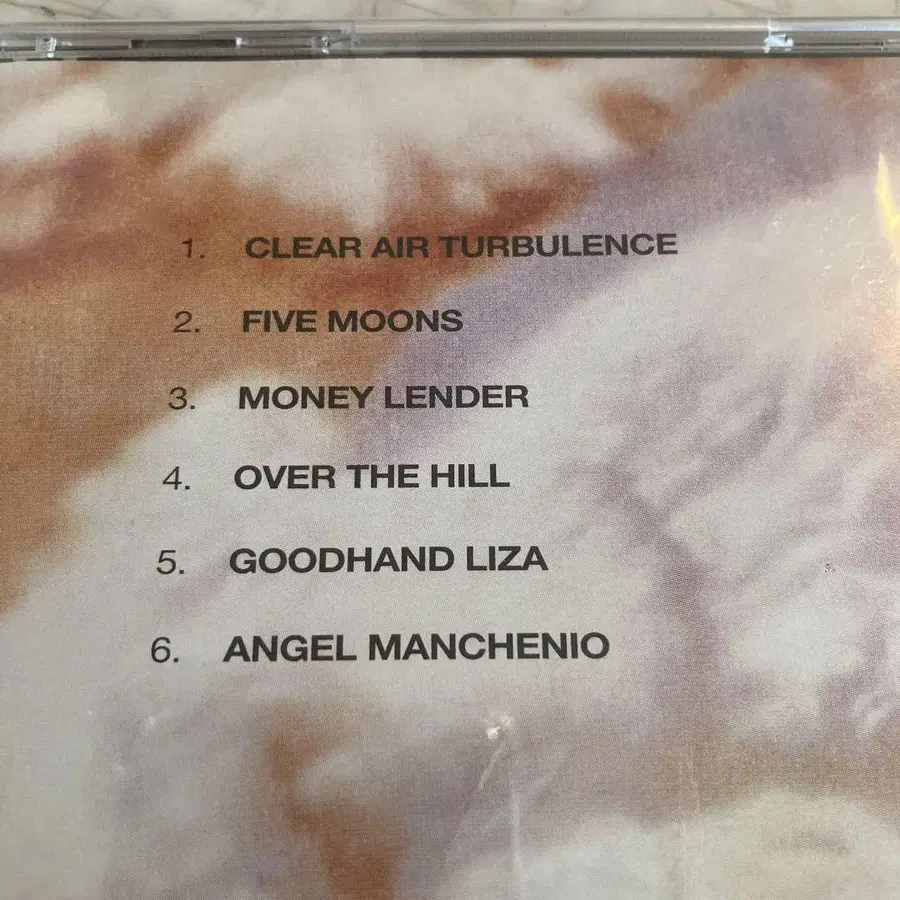 1. CLEAR AIR TURBULENCE
2. FIVE MOONS
3. MONEY LENDER
4. OVER THE HILL
5. GOODHAND LIZA
6. ANGEL MANCHENIO